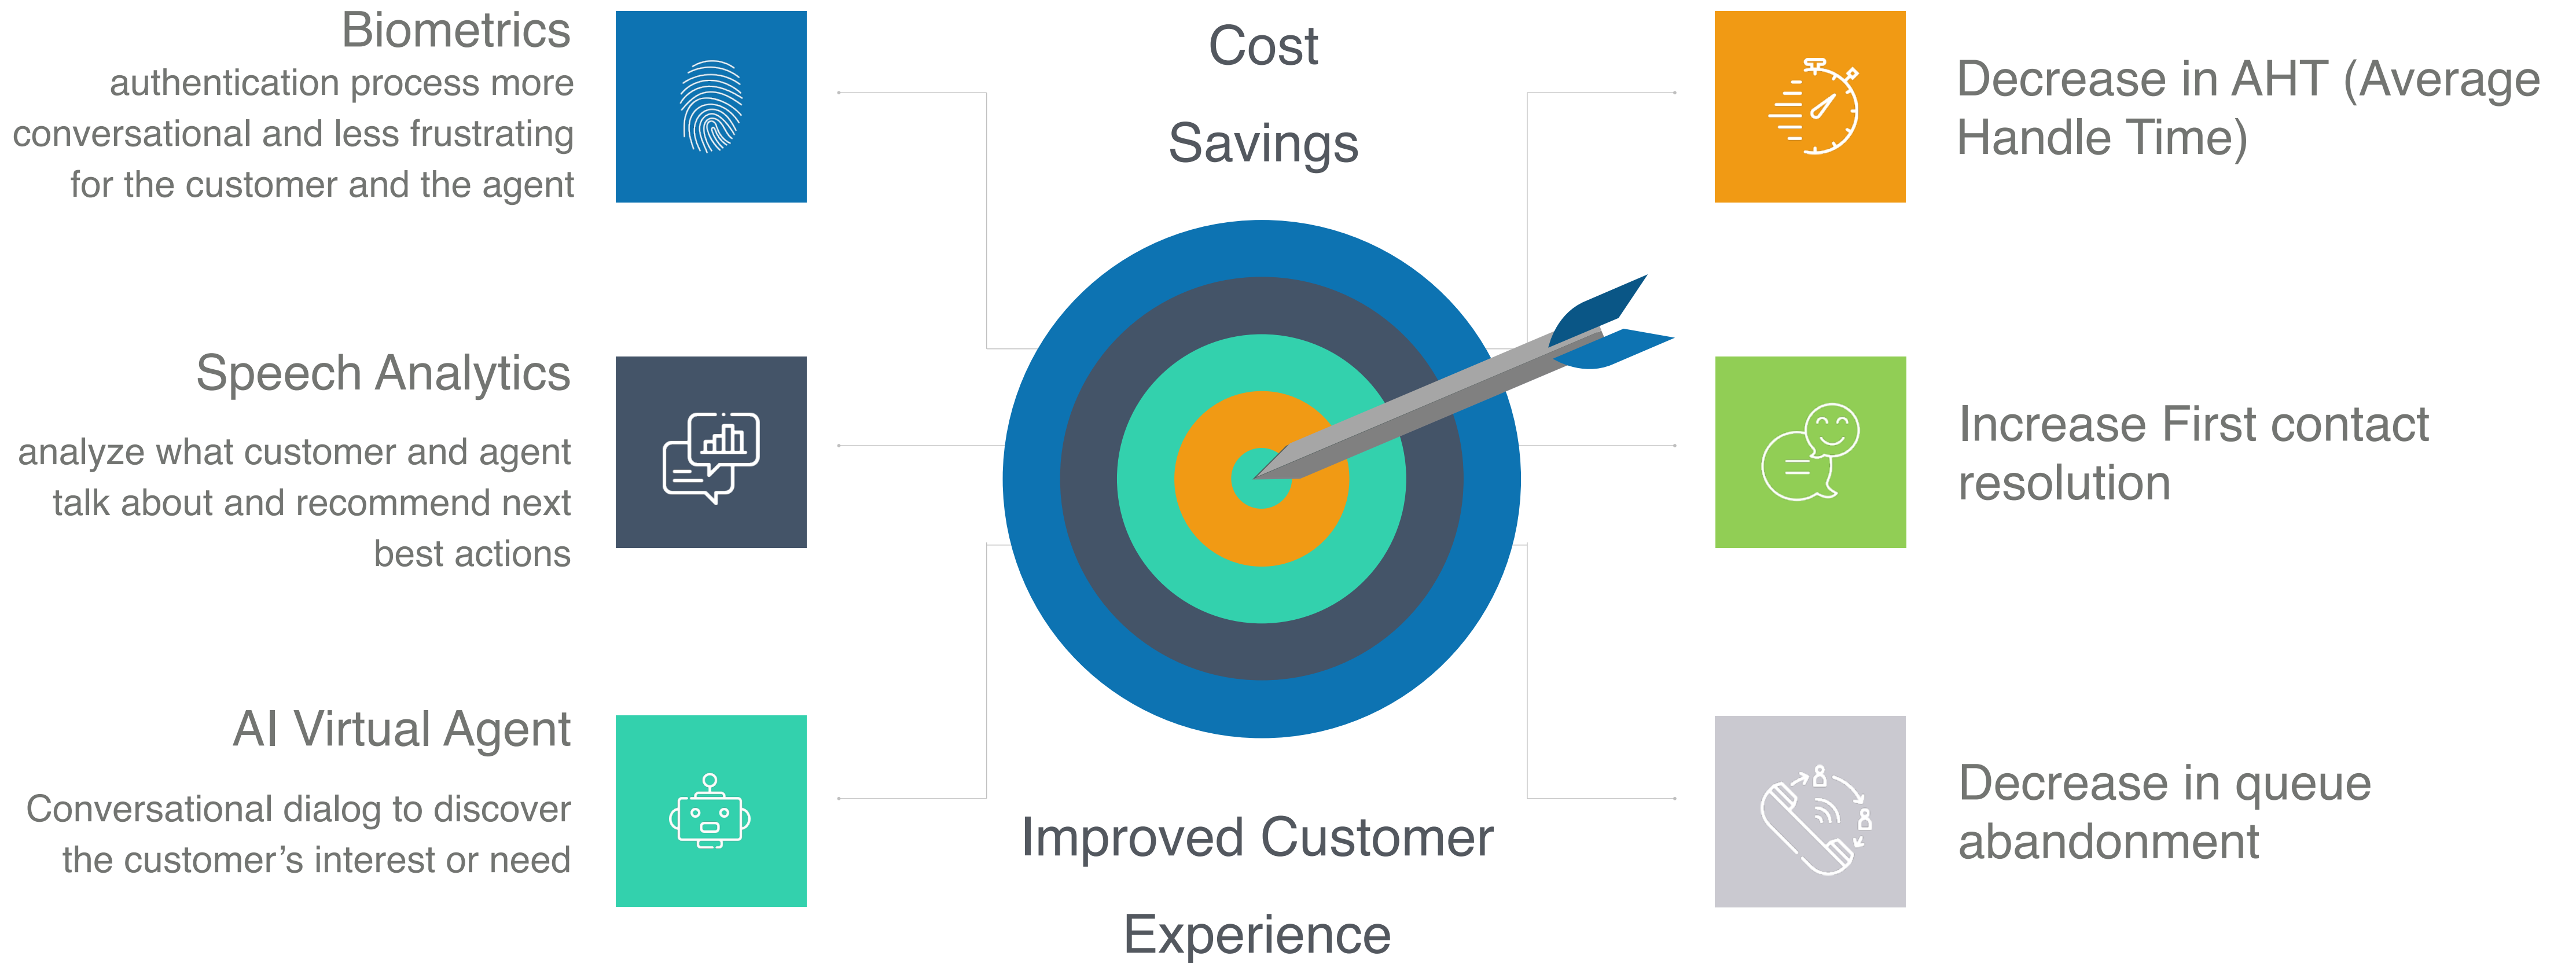 Biometrics
authentication process more
conversational and less frustrating
for the customer and the agent
Speech Analytics
analyze what customer and agent
talk about and recommend next
best actions
AI Virtual Agent
Conversational dialog to discover
the customer’s interest or need
Cost
Savings
Improved Customer
Experience
Decrease in AHT (Average
Handle Time)
Increase First contact
resolution
Decrease in queue
abandonment